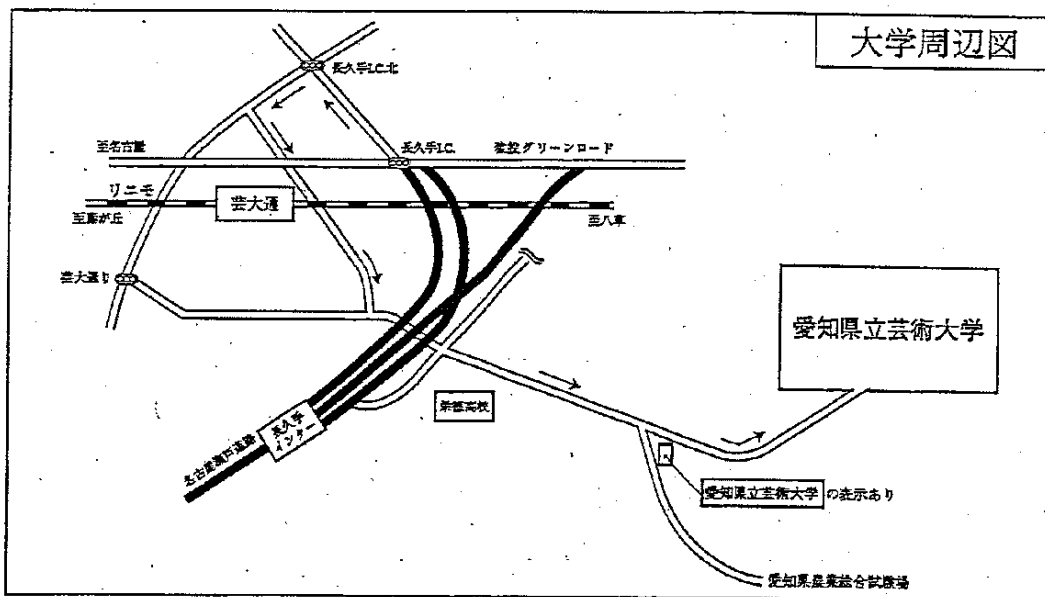 大学周辺図
長久手I.C.北
至名古屋
長久手I.C.
猿投グリーンロード
リニモ
芸大通
至藤が丘
至八草
芸大通り
愛知県立芸術大学
栄徳高校
長久手
インター
名古屋瀬戸道路
愛知県立芸術大学 の表示あり
愛知県農業総合試験場